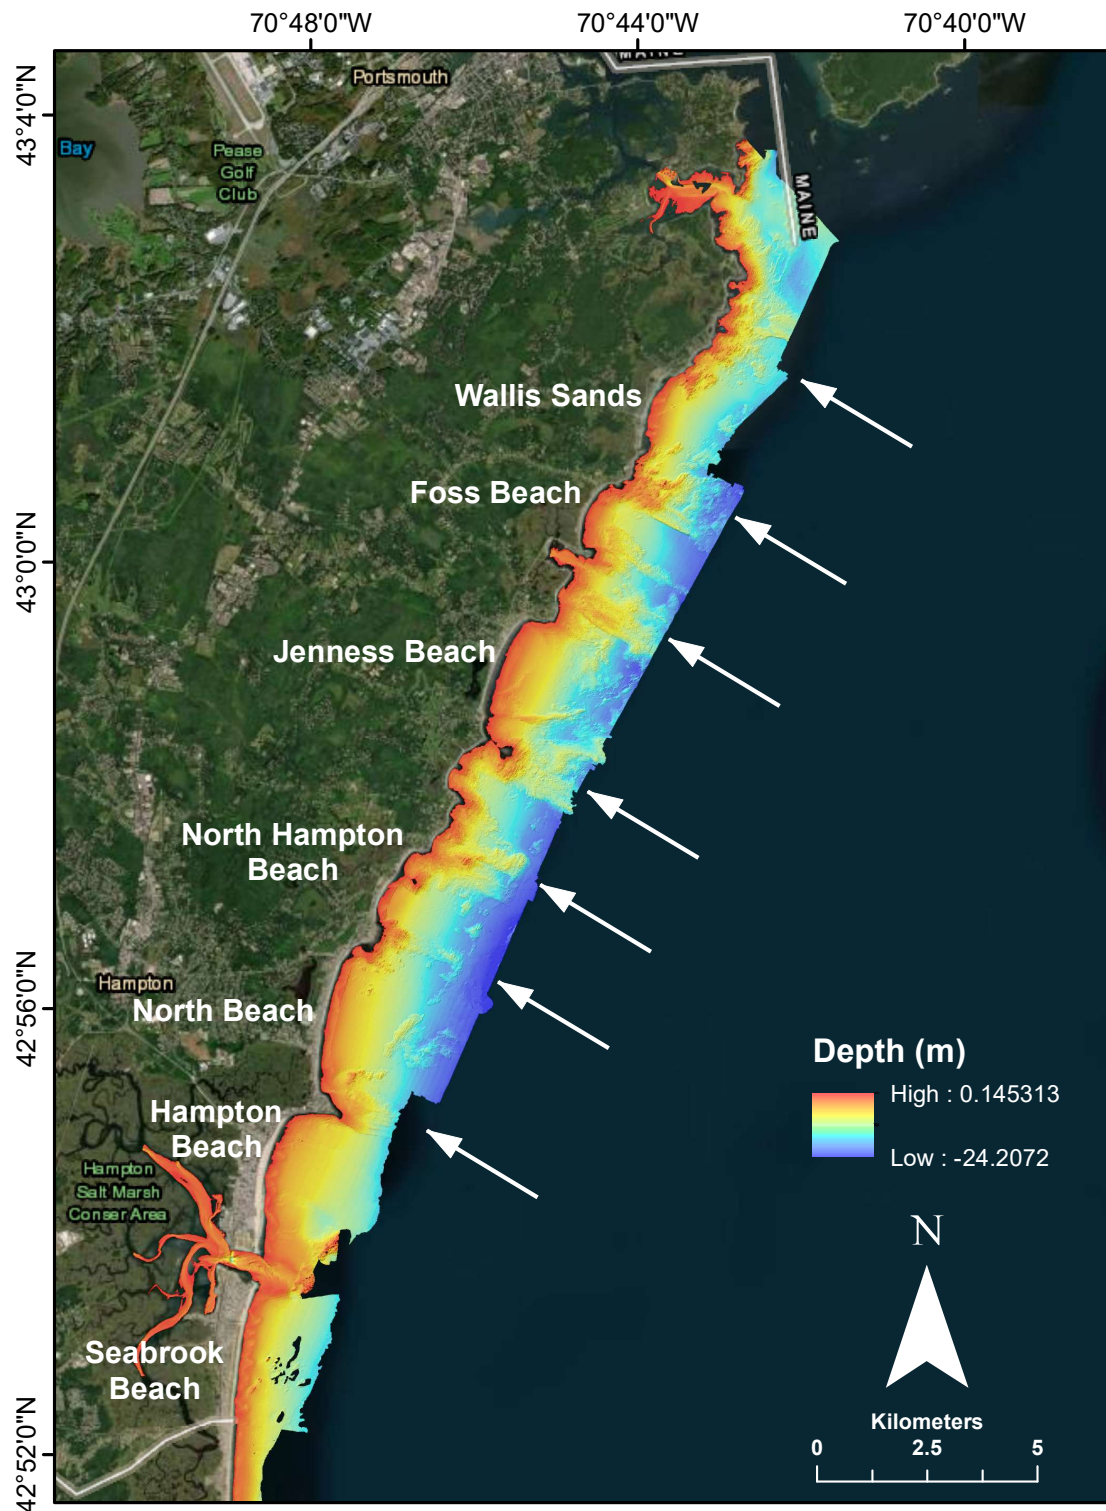 70°48'0"W
70°44'0"W
70°40'0"W
43°4'0"N
43°0'0"N
42°56'0"N
42°52'0"N
MAINE
Portsmouth
Bay
Pease
Golf
Club
MAINE
Wallis Sands
Foss Beach
Jenness Beach
North Hampton
Beach
Hampton
North Beach
Hampton
Beach
Hampton
Salt Marsh
Conser Area
Seabrook
Beach
Depth (m)
High : 0.145313
Low : -24.2072
N
Kilometers
0
2.5
5